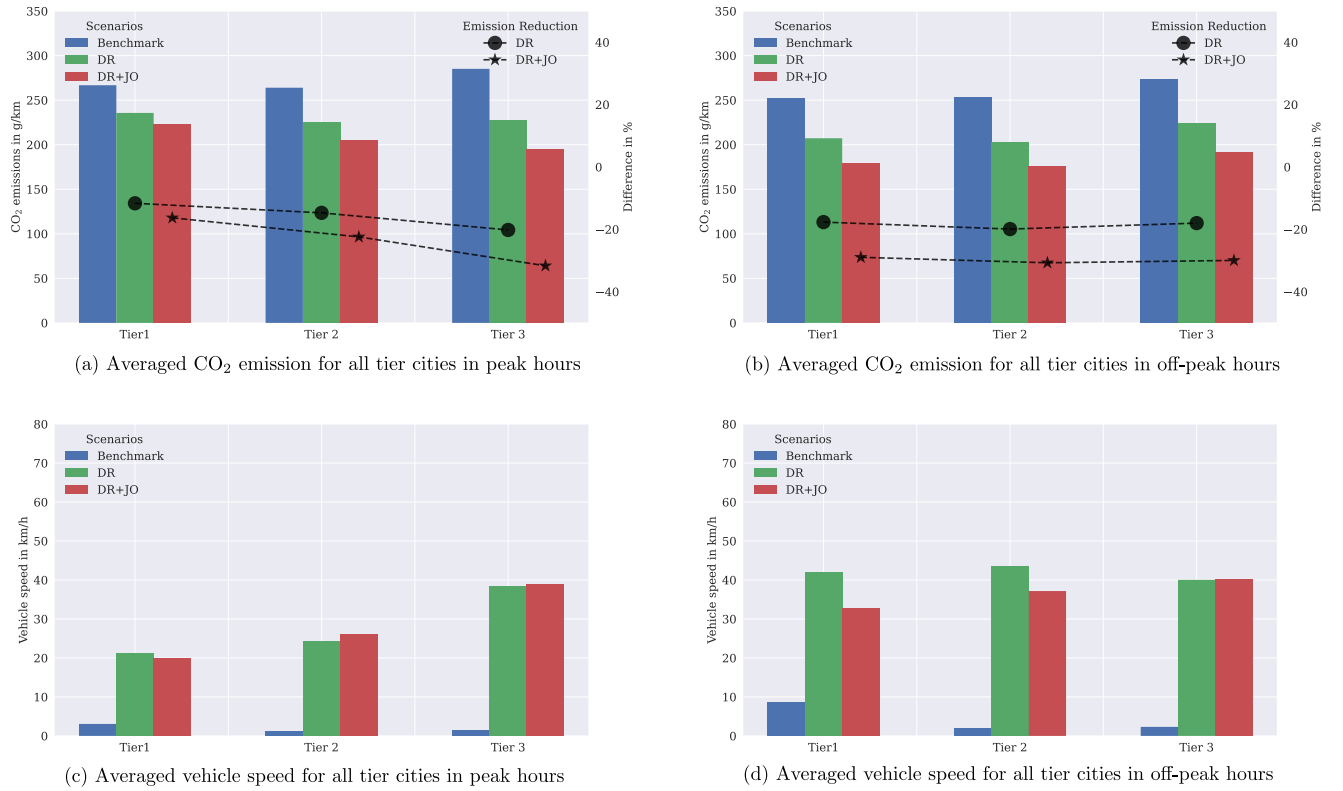 Scenarios
Benchmark
DR
DR+JO
Emission Reduction
DR
DR+JO
350
300
250
200
150
100
50
0
CO₂ emissions in g/km
40
20
0
−20
−40
Difference in %
Tier1
Tier 2
Tier 3
(a) Averaged CO₂ emission for all tier cities in peak hours
Scenarios
Benchmark
DR
DR+JO
Emission Reduction
DR
DR+JO
350
300
250
200
150
100
50
0
CO₂ emissions in g/km
40
20
0
−20
−40
Difference in %
Tier1
Tier 2
Tier 3
(b) Averaged CO₂ emission for all tier cities in off-peak hours
Scenarios
Benchmark
DR
DR+JO
80
70
60
50
40
30
20
10
0
Vehicle speed in km/h
Tier1
Tier 2
Tier 3
(c) Averaged vehicle speed for all tier cities in peak hours
Scenarios
Benchmark
DR
DR+JO
80
70
60
50
40
30
20
10
0
Vehicle speed in km/h
Tier1
Tier 2
Tier 3
(d) Averaged vehicle speed for all tier cities in off-peak hours